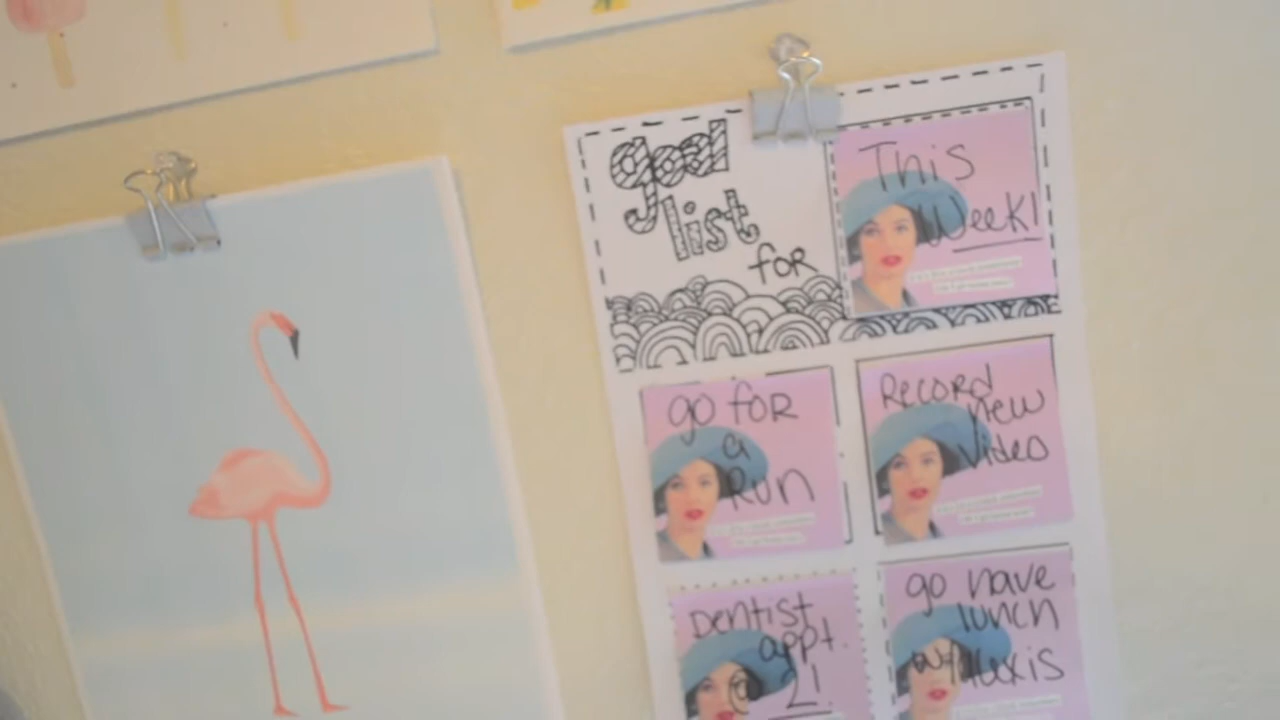 goal
list
for
This
Week!
go for
a
Run
Record
new
Video
Dentist
appt.
@ 2!
go have
lunch
w/Alexis